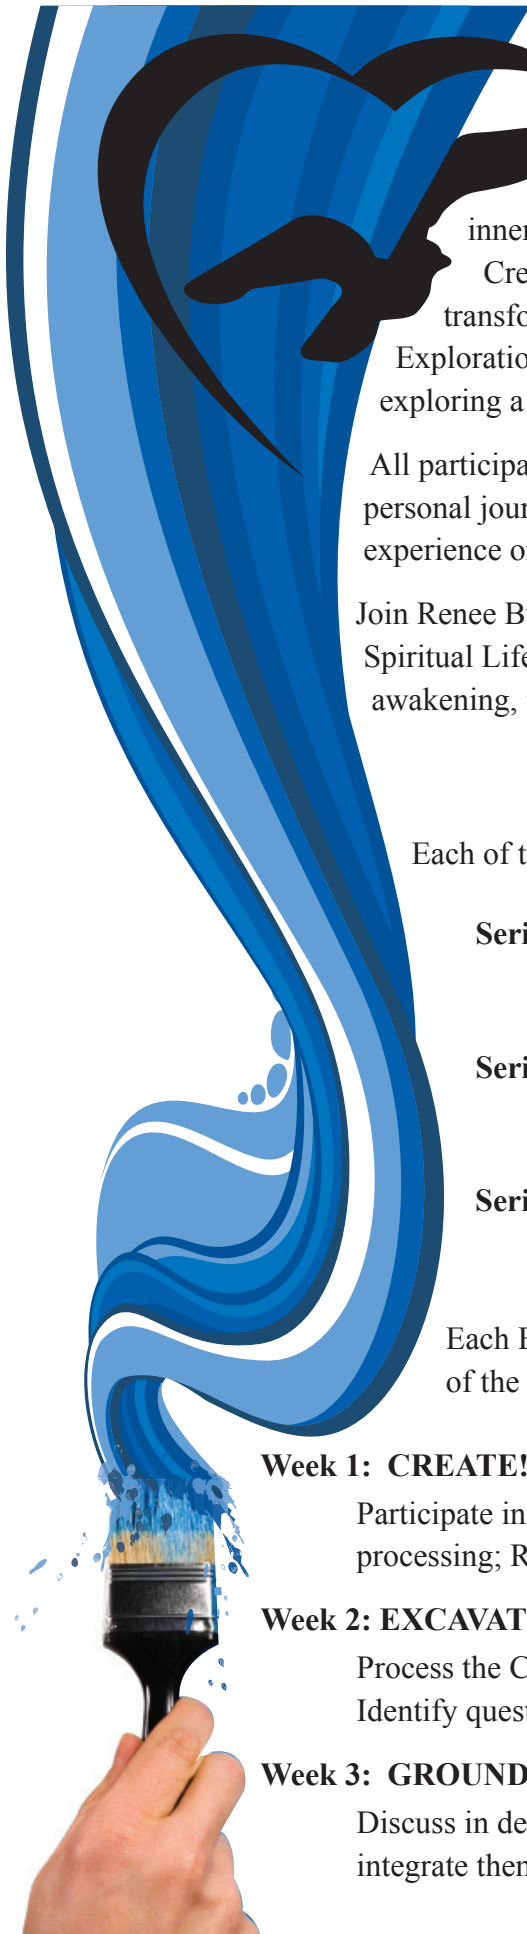 inner
Cre
transfo
Exploratio
exploring a
All participa
personal jour
experience o
Join Renee B
Spiritual Life
awakening,
Each of t
Seri
Seri
Seri
Each E
of the
Week 1: CREATE!
Participate in
processing; R
Week 2: EXCAVAT
Process the C
Identify quest
Week 3: GROUND
Discuss in de
integrate the